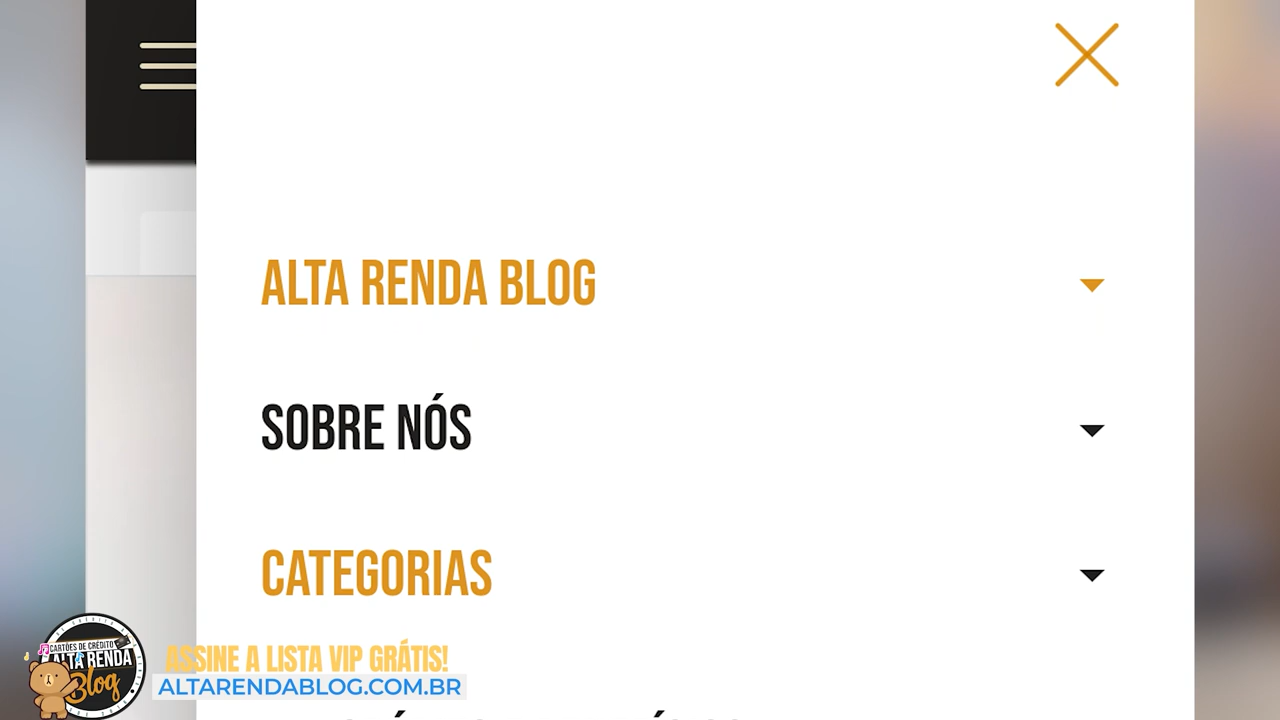 ALTA RENDA BLOG
SOBRE NÓS
CATEGORIAS
CARTÕES DE CRÉDITO
ALTA RENDA
Blog
ASSINE A LISTA VIP GRÁTIS!
ALTARENDABLOG.COM.BR